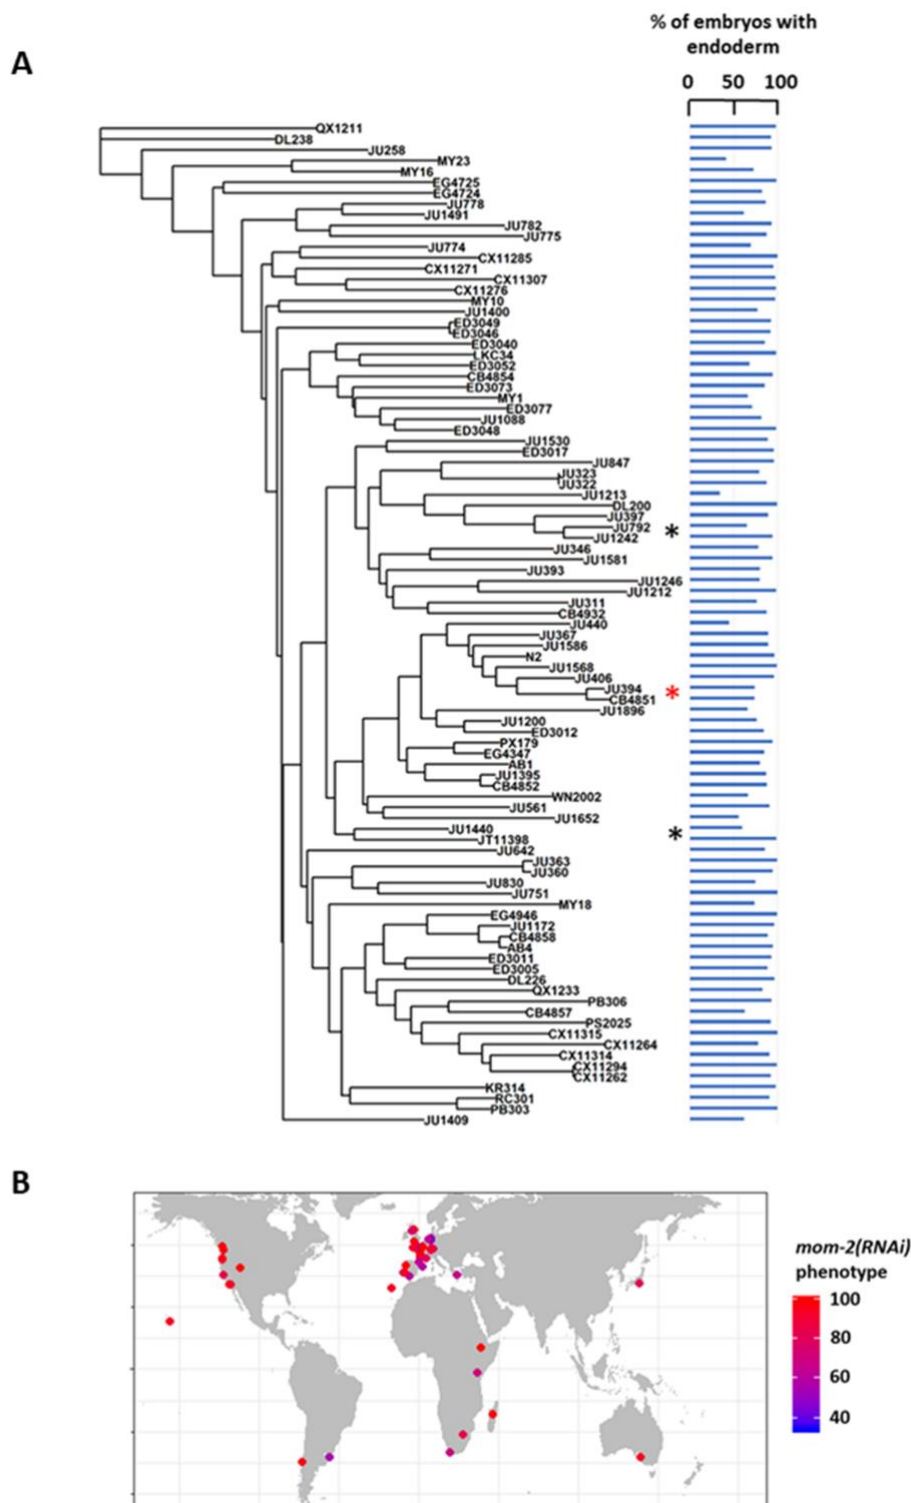 % of embryos with
endoderm
A
0 50 100
QX1211
DL238
JU258
MY23
MY16
EG4725
EG4724
JU778
JU1491
JU782
JU775
JU774
CX11285
CX11271
CX11307
CX11276
MY10
JU1400
ED3049
ED3046
ED3040
LKC34
ED3052
CB4854
ED3073
MY1
ED3077
JU1088
ED3048
JU1530
ED3017
JU847
JU323
JU322
JU1213
DL200
JU397
JU792
*
JU1242
JU346
JU1581
JU393
JU1246
JU1212
JU311
CB4932
JU440
JU367
JU1586
N2
JU1568
JU406
JU394
*
CB4851
JU1896
JU1200
ED3012
PX179
EG4347
AB1
JU1395
CB4852
WN2002
JU561
JU1652
JU1440
*
JT11398
JU642
JU363
JU360
JU830
JU751
MY18
EG4946
JU1172
CB4858
AB4
ED3011
ED3005
DL226
QX1233
PB306
CB4857
PS2025
CX11315
CX11264
CX11314
CX11294
CX11262
KR314
RC301
PB303
JU1409
B
mom-2(RNAi)
phenotype
100
80
60
40